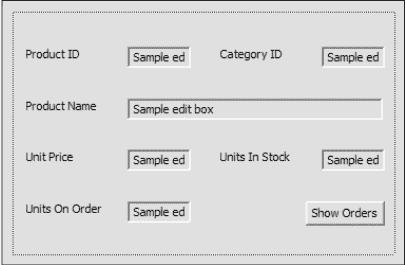 Product ID Sample ed Category ID Sample ed
Product Name Sample edit box
Unit Price Sample ed Units In Stock Sample ed
Units On Order Sample ed Show Orders